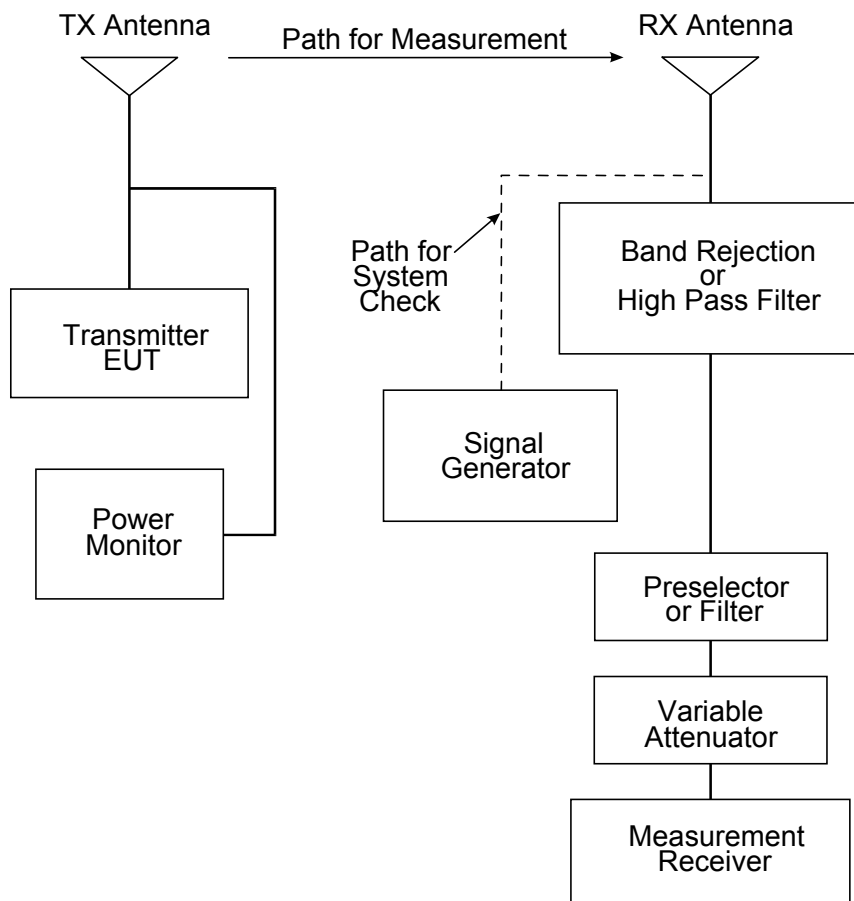 TX Antenna
Path for Measurement
RX Antenna
Path for
System
Check
Band Rejection
or
High Pass Filter
Transmitter
EUT
Signal
Generator
Power
Monitor
Preselector
or Filter
Variable
Attenuator
Measurement
Receiver